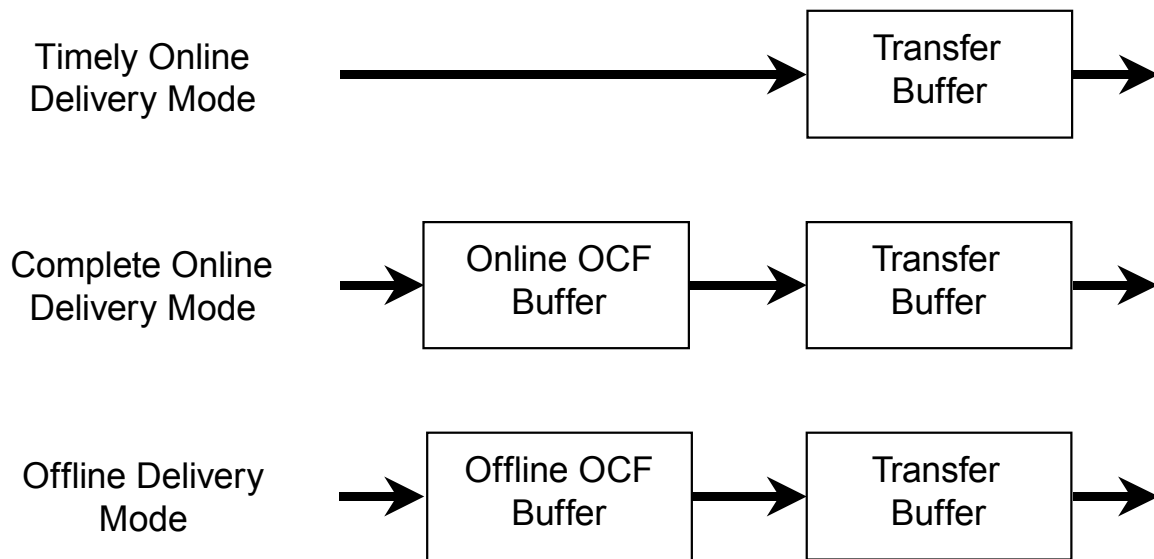 Timely Online
Delivery Mode
Transfer
Buffer
Complete Online
Delivery Mode
Online OCF
Buffer
Transfer
Buffer
Offline Delivery
Mode
Offline OCF
Buffer
Transfer
Buffer